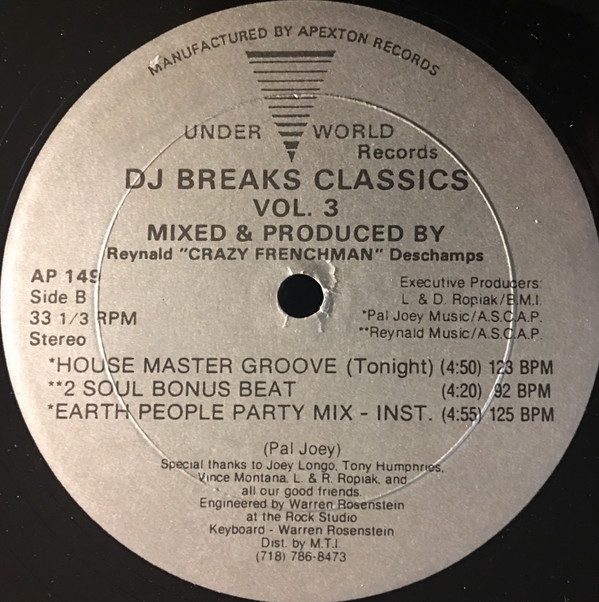 MANUFACTURED BY APEXTON RECORDS
UNDER WORLD
Records
DJ BREAKS CLASSICS
VOL. 3
MIXED & PRODUCED BY
Reynald "CRAZY FRENCHMAN" Deschamps
AP 149
Side B
33 1/3 RPM
Stereo
Executive Producers:
L. & D. Ropiak/B.M.I.
*Pal Joey Music/A.S.C.A.P.
**Reynald Music/A.S.C.A.P.
*HOUSE MASTER GROOVE (Tonight) (4:50) 123 BPM
**2 SOUL BONUS BEAT (4:20) 92 BPM
*EARTH PEOPLE PARTY MIX - INST. (4:55) 125 BPM
(Pal Joey)
Special thanks to Joey Longo, Tony Humphries,
Vince Montana, L. & R. Ropiak, and
all our good friends.
Engineered by Warren Rosenstein
at the Rock Studio
Keyboard - Warren Rosenstein
Dist. by M.T.I.
(718) 786-8473